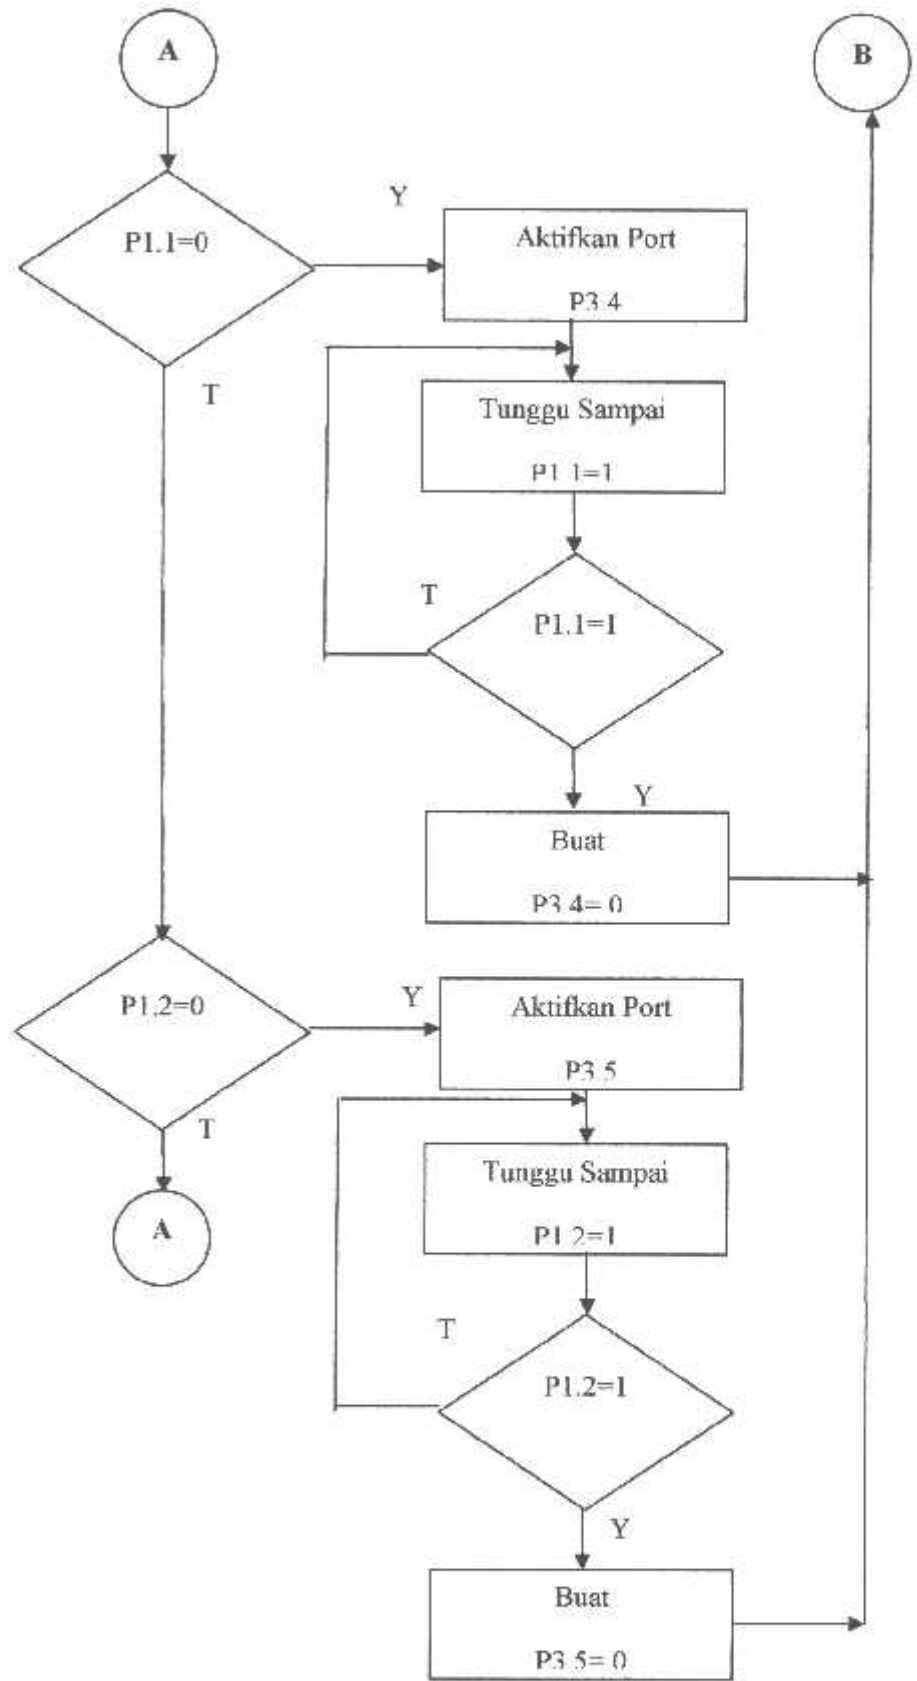 A
B
P1.1=0
Y
Aktifkan Port
P3.4
T
Tunggu Sampai
P1.1=1
T
P1.1=1
Y
Buat
P3.4= 0
P1.2=0
Y
Aktifkan Port
P3.5
T
A
Tunggu Sampai
P1.2=1
T
P1.2=1
Y
Buat
P3.5= 0